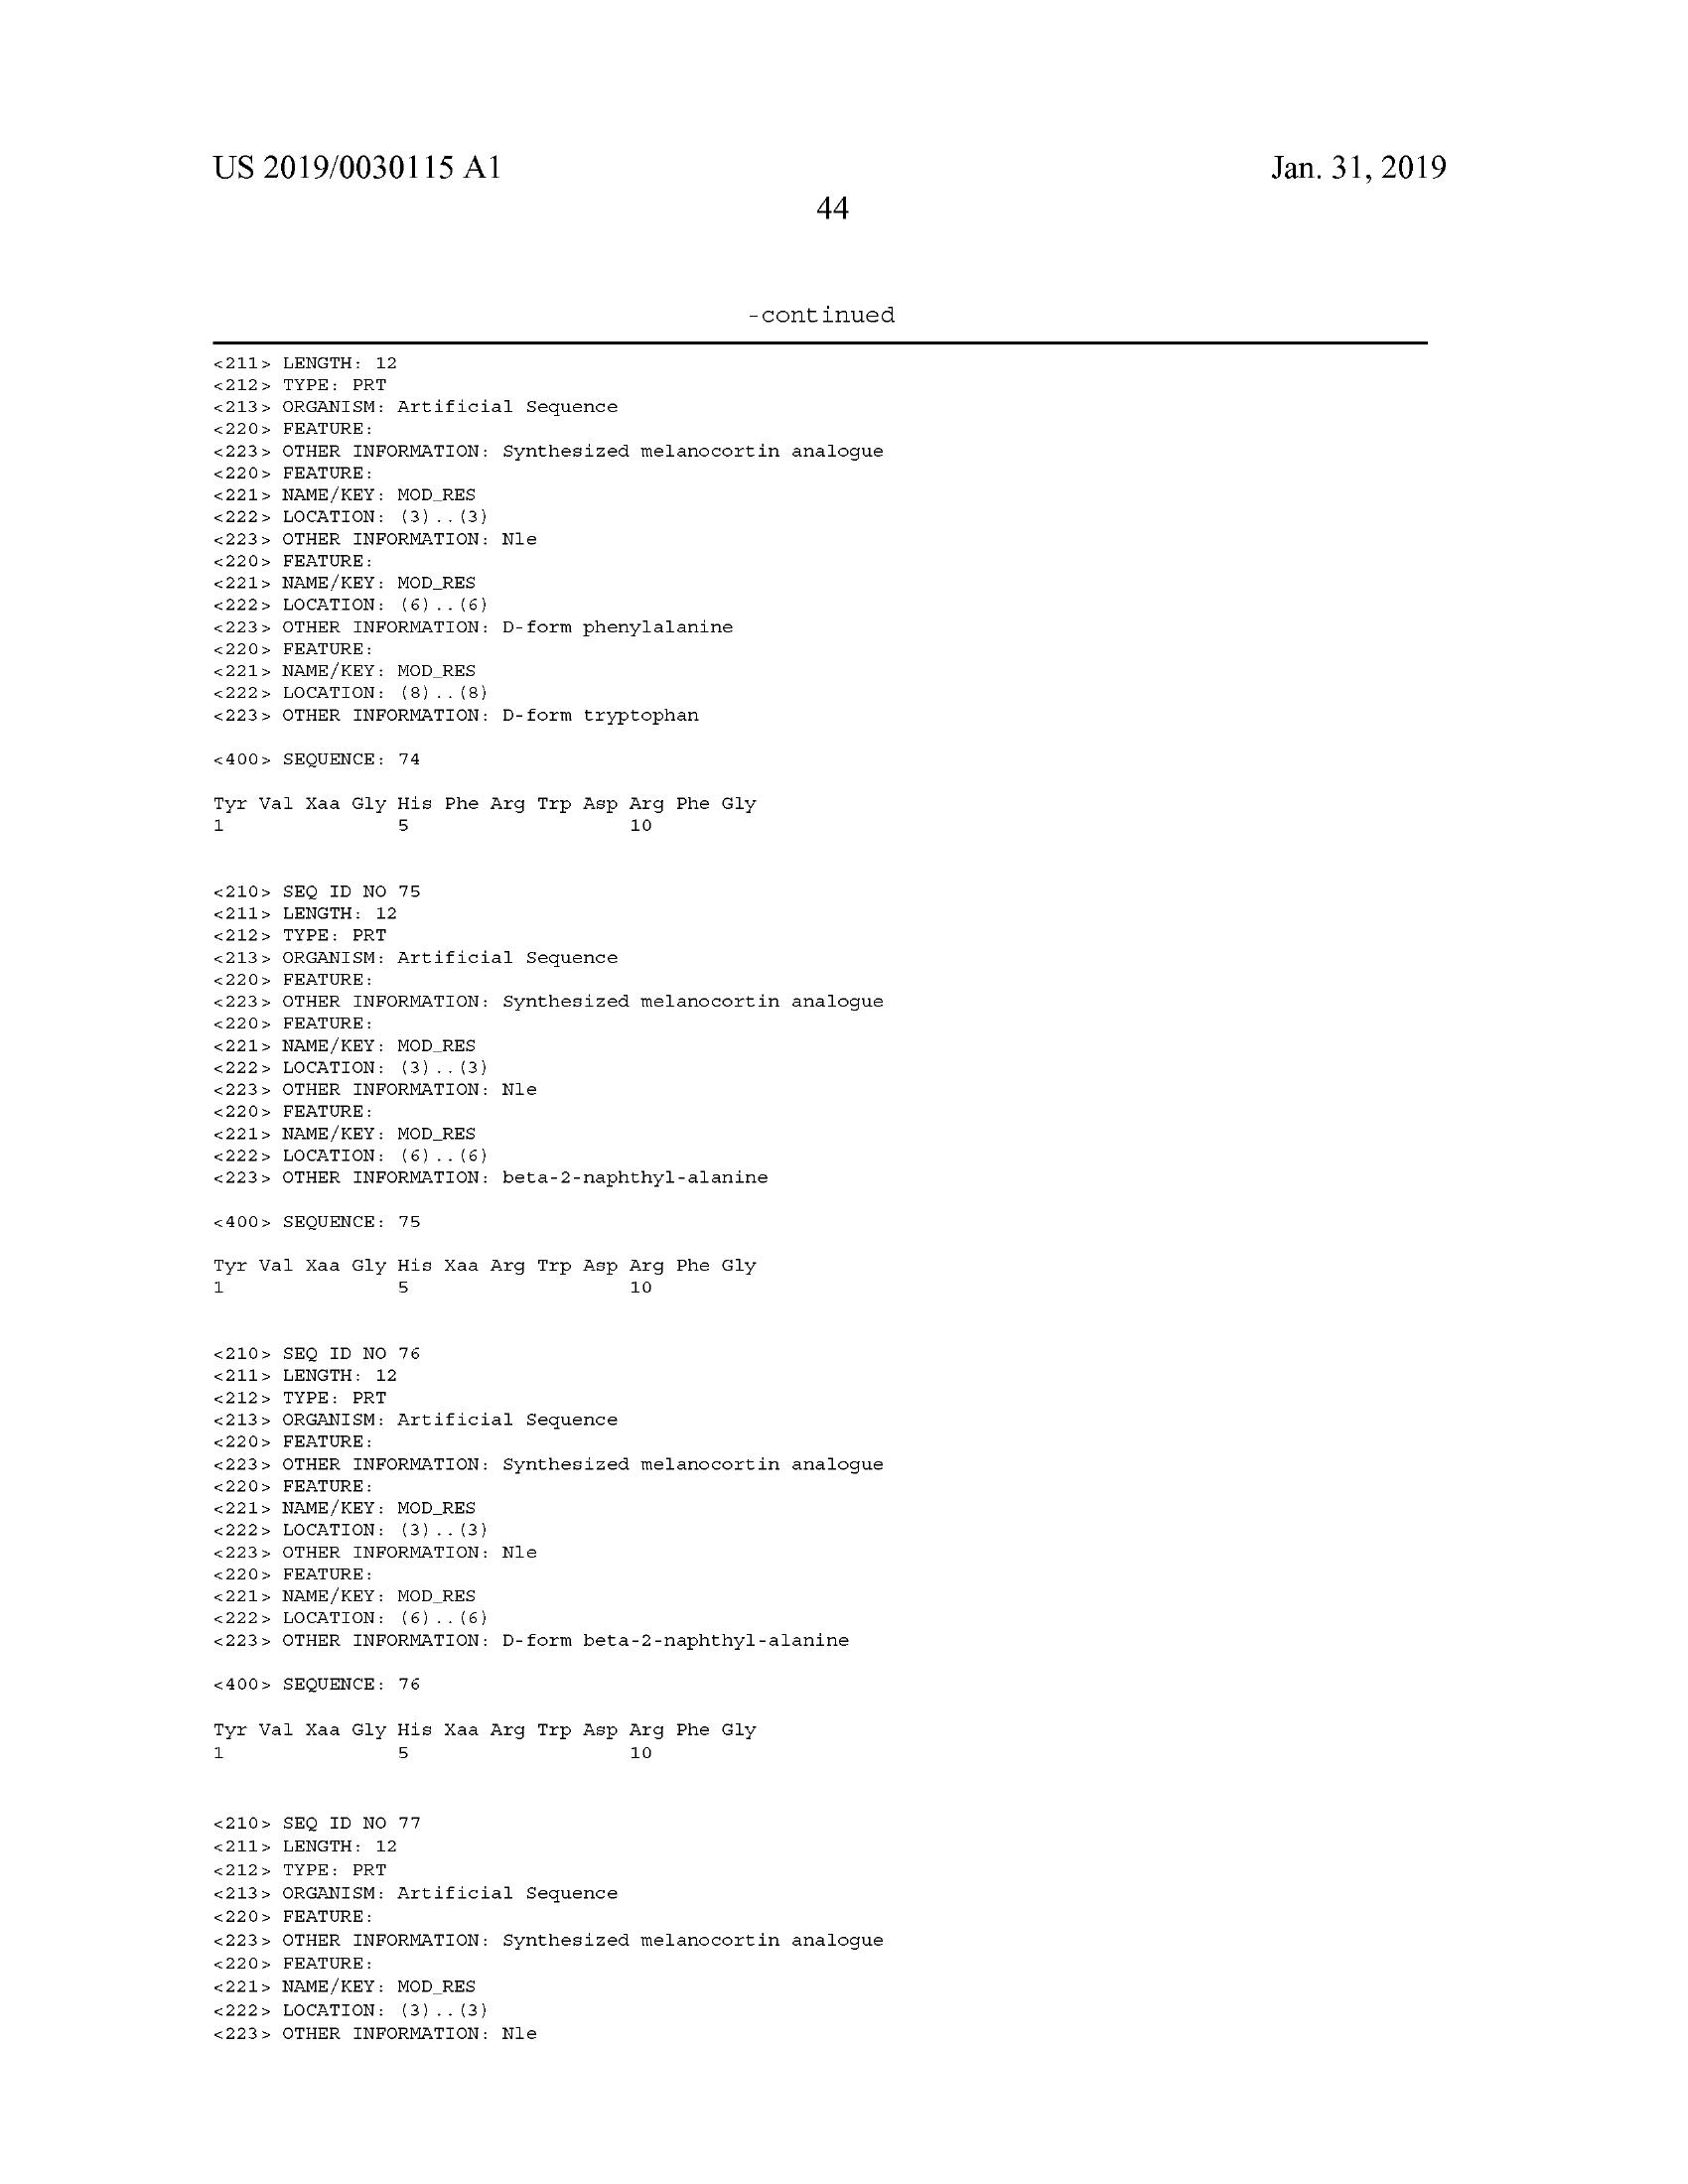 US 2019/0030115 A1
Jan. 31, 2019
44
-continued
<211> LENGTH: 12
<212> TYPE: PRT
<213> ORGANISM: Artificial Sequence
<220> FEATURE:
<223> OTHER INFORMATION: Synthesized melanocortin analogue
<220> FEATURE:
<221> NAME/KEY: MOD_RES
<222> LOCATION: (3)..(3)
<223> OTHER INFORMATION: Nle
<220> FEATURE:
<221> NAME/KEY: MOD_RES
<222> LOCATION: (6)..(6)
<223> OTHER INFORMATION: D-form phenylalanine
<220> FEATURE:
<221> NAME/KEY: MOD_RES
<222> LOCATION: (8)..(8)
<223> OTHER INFORMATION: D-form tryptophan
<400> SEQUENCE: 74
Tyr Val Xaa Gly His Phe Arg Trp Asp Arg Phe Gly
1 5 10
<210> SEQ ID NO 75
<211> LENGTH: 12
<212> TYPE: PRT
<213> ORGANISM: Artificial Sequence
<220> FEATURE:
<223> OTHER INFORMATION: Synthesized melanocortin analogue
<220> FEATURE:
<221> NAME/KEY: MOD_RES
<222> LOCATION: (3)..(3)
<223> OTHER INFORMATION: Nle
<220> FEATURE:
<221> NAME/KEY: MOD_RES
<222> LOCATION: (6)..(6)
<223> OTHER INFORMATION: beta-2-naphthyl-alanine
<400> SEQUENCE: 75
Tyr Val Xaa Gly His Xaa Arg Trp Asp Arg Phe Gly
1 5 10
<210> SEQ ID NO 76
<211> LENGTH: 12
<212> TYPE: PRT
<213> ORGANISM: Artificial Sequence
<220> FEATURE:
<223> OTHER INFORMATION: Synthesized melanocortin analogue
<220> FEATURE:
<221> NAME/KEY: MOD_RES
<222> LOCATION: (3)..(3)
<223> OTHER INFORMATION: Nle
<220> FEATURE:
<221> NAME/KEY: MOD_RES
<222> LOCATION: (6)..(6)
<223> OTHER INFORMATION: D-form beta-2-naphthyl-alanine
<400> SEQUENCE: 76
Tyr Val Xaa Gly His Xaa Arg Trp Asp Arg Phe Gly
1 5 10
<210> SEQ ID NO 77
<211> LENGTH: 12
<212> TYPE: PRT
<213> ORGANISM: Artificial Sequence
<220> FEATURE:
<223> OTHER INFORMATION: Synthesized melanocortin analogue
<220> FEATURE:
<221> NAME/KEY: MOD_RES
<222> LOCATION: (3)..(3)
<223> OTHER INFORMATION: Nle